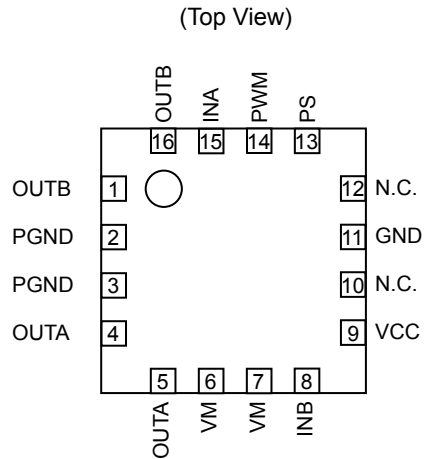 (Top View)
OUTB
INA
PWM
PS
16
15
14
13
OUTB 1
12 N.C.
PGND 2
11 GND
PGND 3
10 N.C.
OUTA 4
9 VCC
5
6
7
8
OUTA
VM
VM
INB